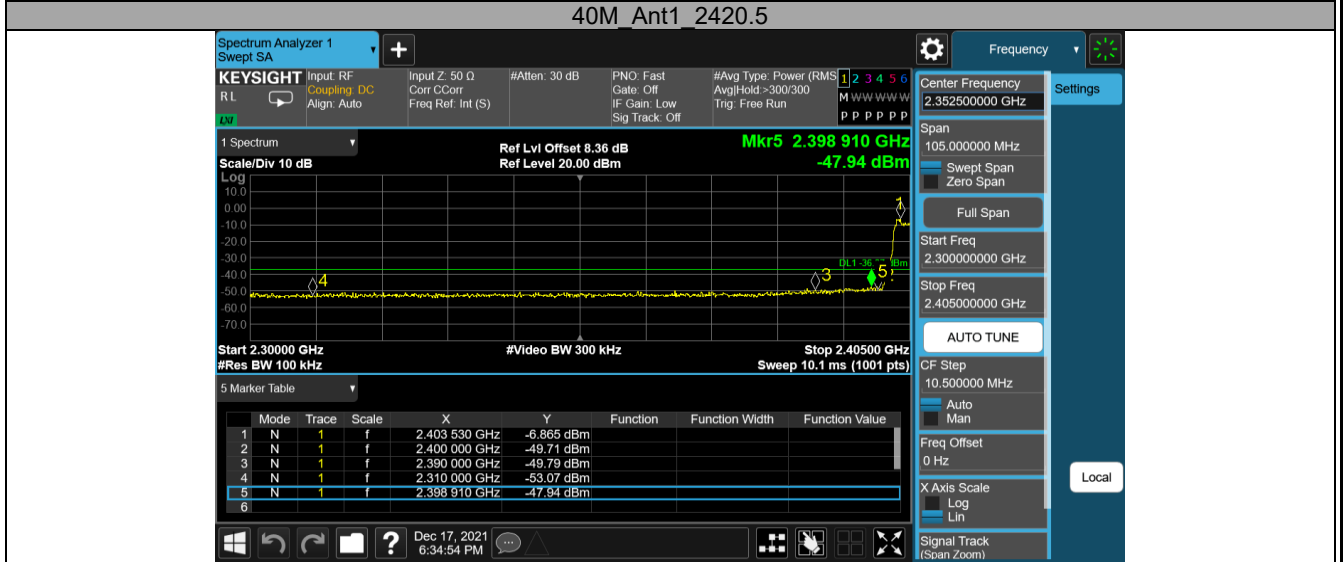 40M_Ant1_2420.5
Spectrum Analyzer 1
Swept SA
+
Frequency
KEYSIGHT Input: RF Input Z: 50 Ω #Atten: 30 dB PNO: Fast #Avg Type: Power (RMS 1 2 3 4 5 6
RL Coupling: DC Corr CCorr Gate: Off Avg|Hold:>300/300 M W W W W W
Align: Auto Freq Ref: Int (S) IF Gain: Low Trig: Free Run
Sig Track: Off P P P P P P
LXI
1 Spectrum
Scale/Div 10 dB
Ref Lvl Offset 8.36 dB
Ref Level 20.00 dBm
Mkr5 2.398 910 GHz
-47.94 dBm
Log
10.0
0.00
-10.0
-20.0
-30.0
-40.0
-50.0
-60.0
-70.0
1
3
4
5
Start 2.30000 GHz #Video BW 300 kHz Stop 2.40500 GHz
#Res BW 100 kHz Sweep 10.1 ms (1001 pts)
5 Marker Table
Mode Trace Scale X Y Function Function Width Function Value
1 N 1 f 2.403 530 GHz -6.865 dBm
2 N 1 f 2.400 000 GHz -49.71 dBm
3 N 1 f 2.390 000 GHz -49.79 dBm
4 N 1 f 2.310 000 GHz -53.07 dBm
5 N 1 f 2.398 910 GHz -47.94 dBm
6
Dec 17, 2021
6:34:54 PM
Center Frequency
2.352500000 GHz
Settings
Span
105.000000 MHz
Swept Span
Zero Span
Full Span
Start Freq
2.300000000 GHz
Stop Freq
2.405000000 GHz
AUTO TUNE
CF Step
10.500000 MHz
Auto
Man
Freq Offset
0 Hz
X Axis Scale
Log
Lin
Local
Signal Track
(Span Zoom)